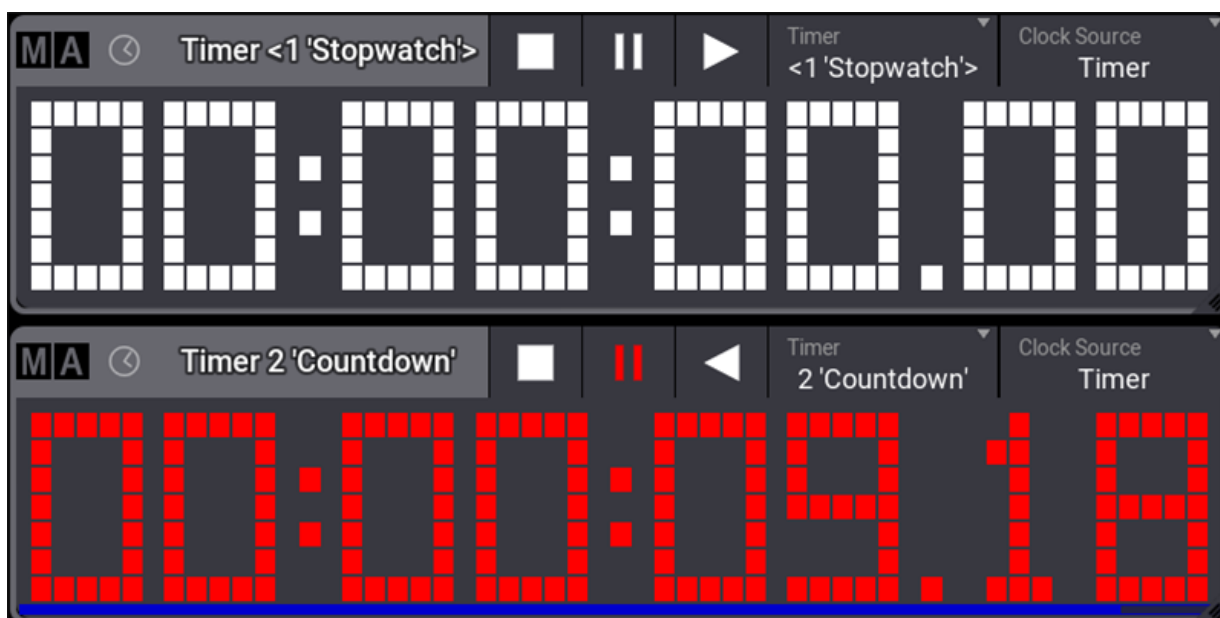 MA Timer <1 'Stopwatch'> Timer Clock Source
<1 'Stopwatch'> Timer
00:00:00.00
MA Timer 2 'Countdown' Timer Clock Source
2 'Countdown' Timer
00:00:09.18